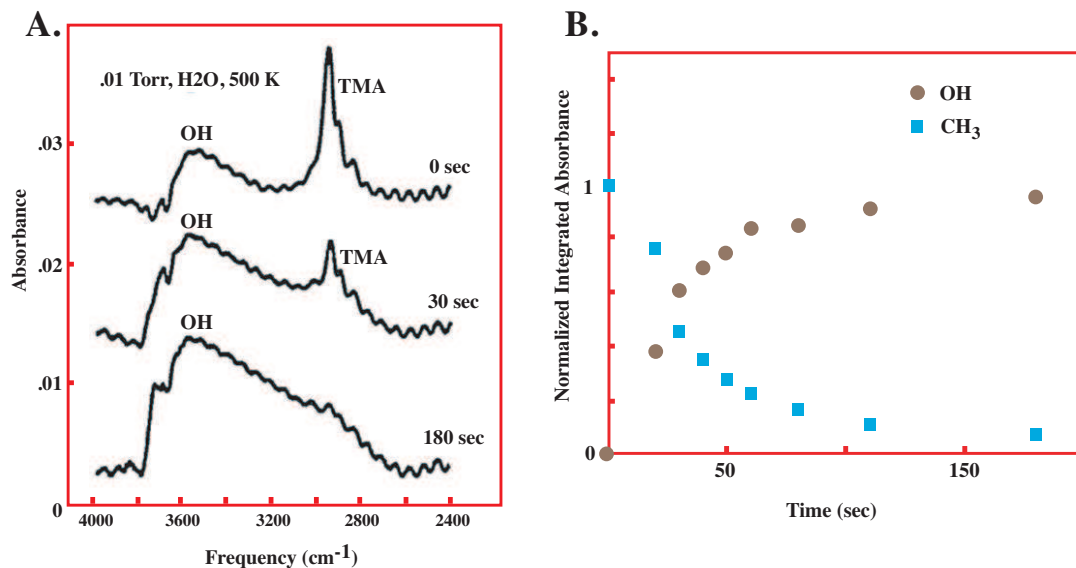 A.
.01 Torr, H2O, 500 K
TMA
OH
0 sec
OH
TMA
30 sec
OH
180 sec
.03
.02
.01
0
Absorbance
4000 3600 3200 2800 2400
Frequency (cm-1)
B.
OH
CH3
1
0
Normalized Integrated Absorbance
50 150
Time (sec)